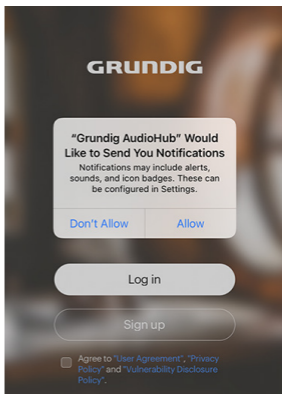 GRUNDIG
“Grundig AudioHub” Would
Like to Send You Notifications
Notifications may include alerts,
sounds, and icon badges. These can
be configured in Settings.
Don't Allow
Allow
Log in
Sign up
Agree to "User Agreement", "Privacy
Policy" and "Vulnerability Disclosure
Policy".